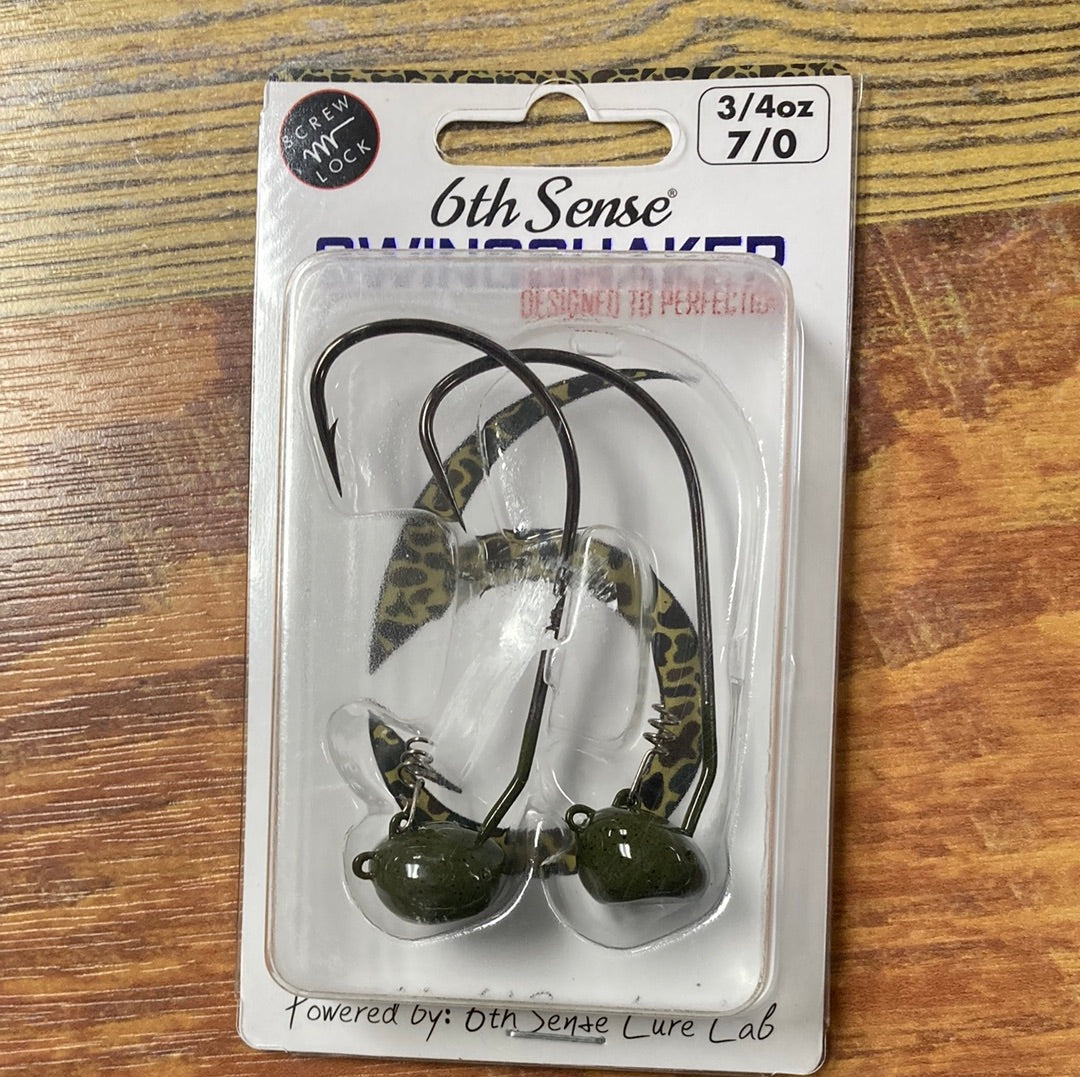 SCREW
LOCK
3/4oz
7/0
6th Sense®
SWINGSHAKER
DESIGNED TO PERFECTION
Powered by: 6th Sense Lure Lab